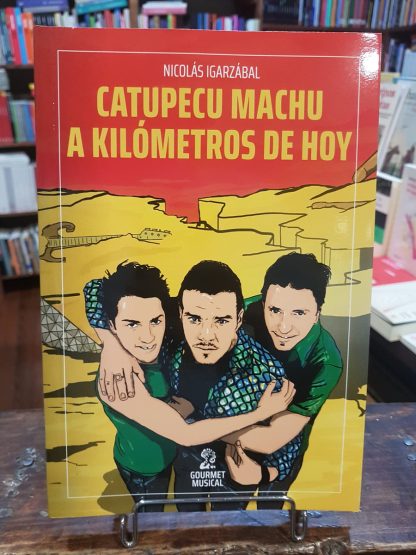 NICOLÁS IGARZÁBAL
CATUPECU MACHU
A KILÓMETROS DE HOY
GOURMET
MUSICAL